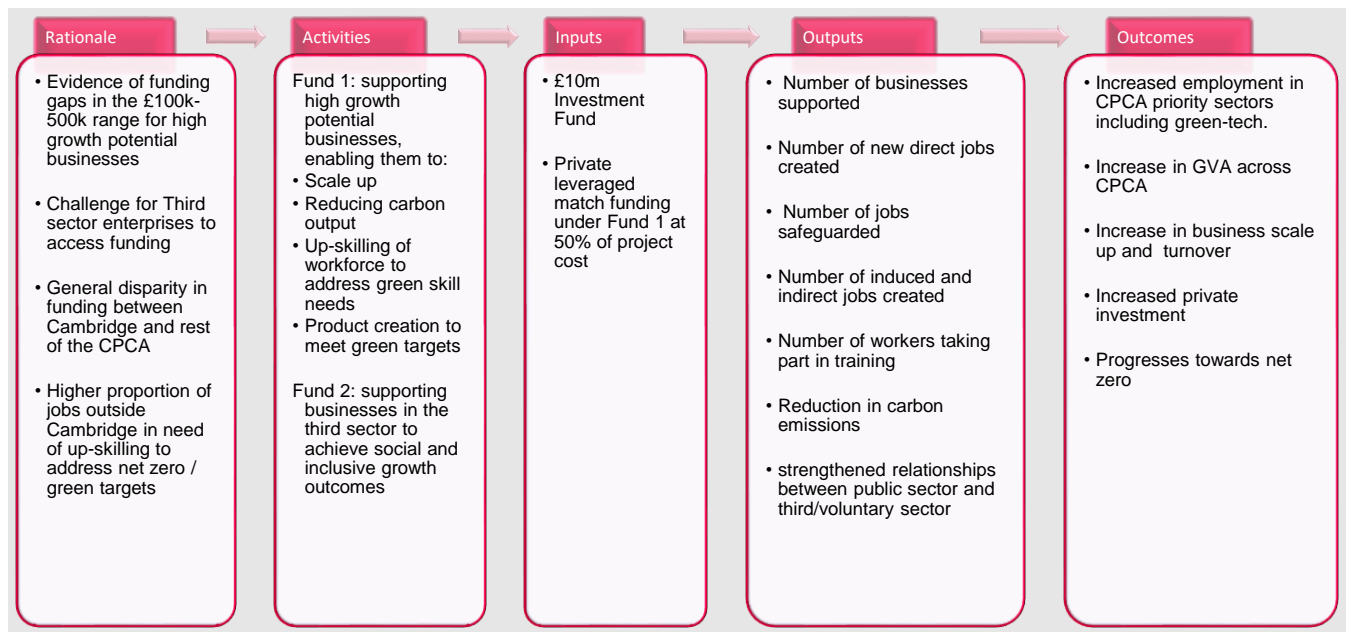 Rationale
• Evidence of funding
gaps in the £100k-
500k range for high
growth potential
businesses
• Challenge for Third
sector enterprises to
access funding
• General disparity in
funding between
Cambridge and rest
of the CPCA
• Higher proportion of
jobs outside
Cambridge in need
of up-skilling to
address net zero /
green targets
Activities
Fund 1: supporting
high growth
potential
businesses,
enabling them to:
• Scale up
• Reducing carbon
output
• Up-skilling of
workforce to
address green skill
needs
• Product creation to
meet green targets
Fund 2: supporting
businesses in the
third sector to
achieve social and
inclusive growth
outcomes
Inputs
• £10m
Investment
Fund
• Private
leveraged
match funding
under Fund 1 at
50% of project
cost
Outputs
• Number of businesses
supported
• Number of new direct jobs
created
• Number of jobs
safeguarded
• Number of induced and
indirect jobs created
• Number of workers taking
part in training
• Reduction in carbon
emissions
• strengthened relationships
between public sector and
third/voluntary sector
Outcomes
• Increased employment in
CPCA priority sectors
including green-tech.
• Increase in GVA across
CPCA
• Increase in business scale
up and turnover
• Increased private
investment
• Progresses towards net
zero